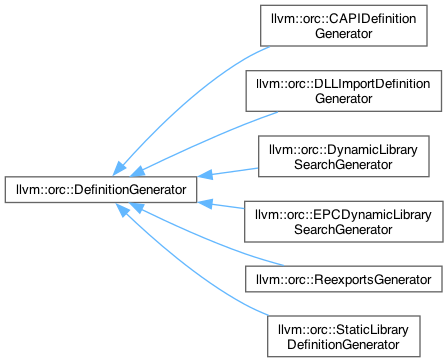 llvm::orc::CAPIDefinition
Generator
llvm::orc::DLLImportDefinition
Generator
llvm::orc::DynamicLibrary
SearchGenerator
llvm::orc::DefinitionGenerator
llvm::orc::EPCDynamicLibrary
SearchGenerator
llvm::orc::ReexportsGenerator
llvm::orc::StaticLibrary
DefinitionGenerator